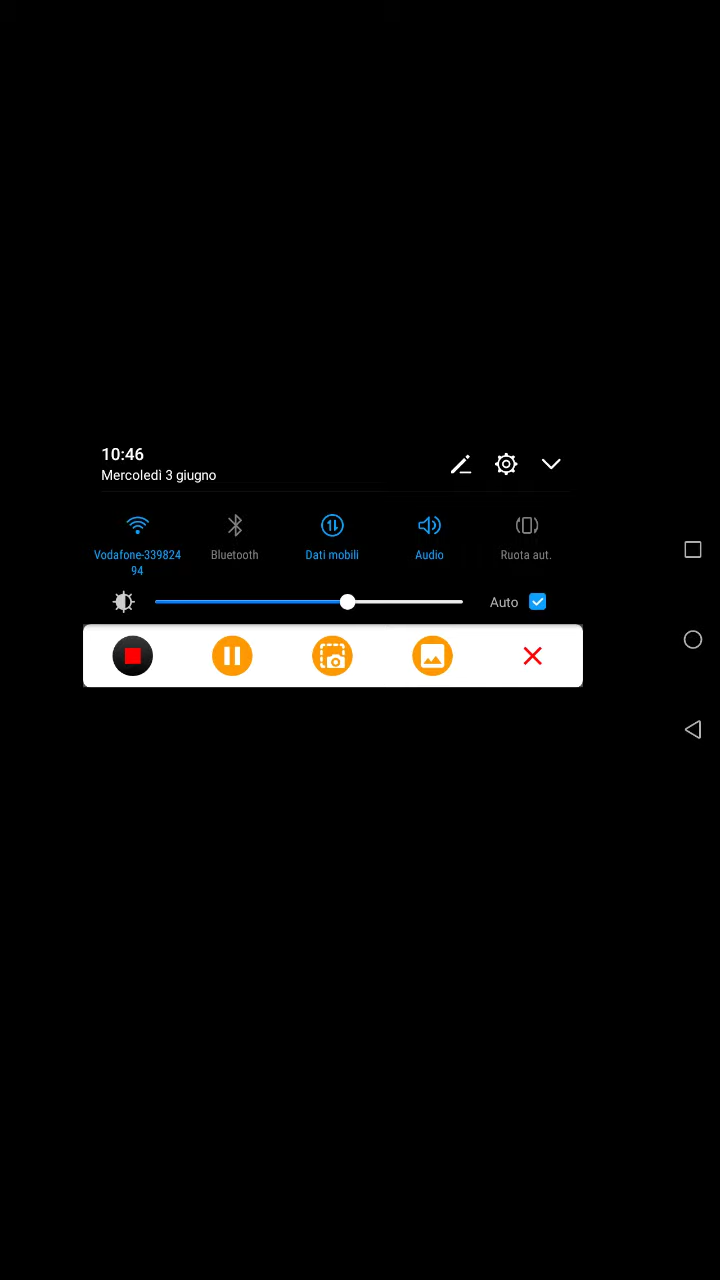 10:46
Mercoledì 3 giugno
Vodafone-339824
94
Bluetooth
Dati mobili
Audio
Ruota aut.
Auto